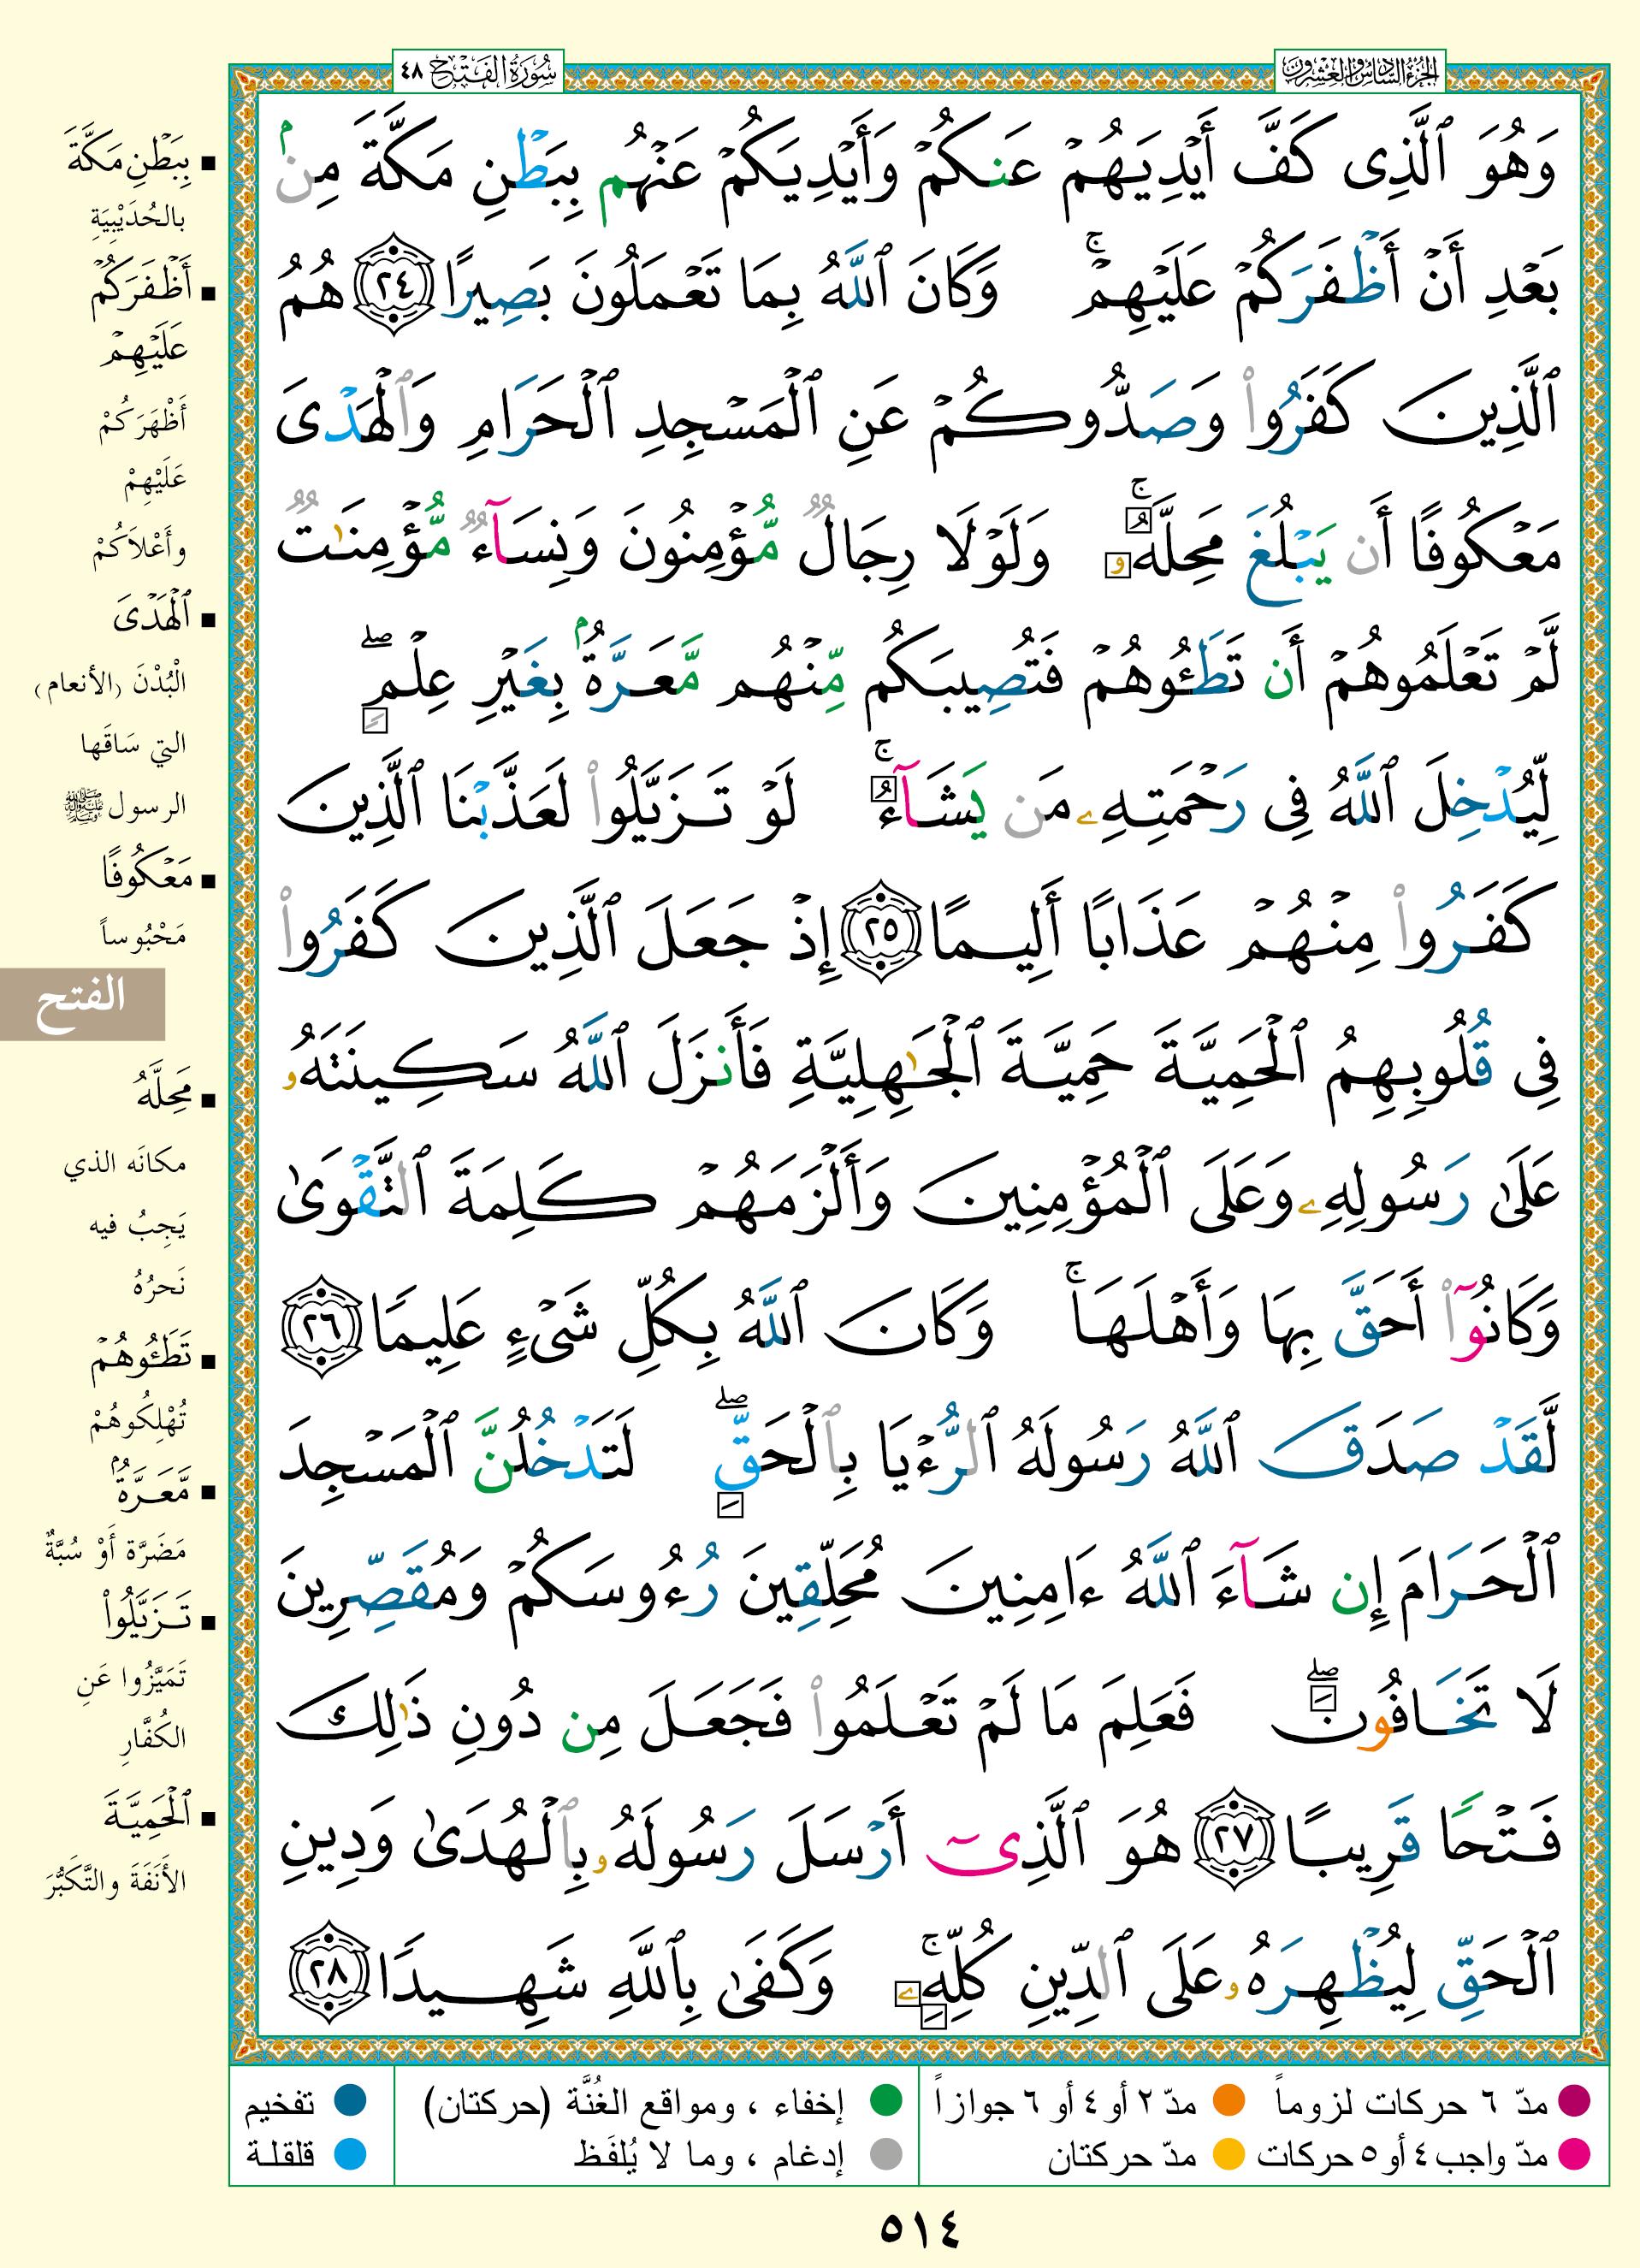 الجزء السادس والعشرون
سُورَةُ الفَتْح ٤٨
وَهُوَ ٱلَّذِى كَفَّ أَيْدِيَهُمْ عَنكُمْ وَأَيْدِيَكُمْ عَنْهُم بِبَطْنِ مَكَّةَ مِنۢ
بَعْدِ أَنْ أَظْفَرَكُمْ عَلَيْهِمْ ۚ وَكَانَ ٱللَّهُ بِمَا تَعْمَلُونَ بَصِيرًا ٢٤ هُمُ
ٱلَّذِينَ كَفَرُوا۟ وَصَدُّوكُمْ عَنِ ٱلْمَسْجِدِ ٱلْحَرَامِ وَٱلْهَدْىَ
مَعْكُوفًا أَن يَبْلُغَ مَحِلَّهُۥ ۚ وَلَوْلَا رِجَالٌ مُّؤْمِنُونَ وَنِسَآءٌ مُّؤْمِنَـٰتٌ
لَّمْ تَعْلَمُوهُمْ أَن تَطَـُٔوهُمْ فَتُصِيبَكُم مِّنْهُم مَّعَرَّةٌۢ بِغَيْرِ عِلْمٍ ۖ
لِّيُدْخِلَ ٱللَّهُ فِى رَحْمَتِهِۦ مَن يَشَآءُ ۚ لَوْ تَزَيَّلُوا۟ لَعَذَّبْنَا ٱلَّذِينَ
كَفَرُوا۟ مِنْهُمْ عَذَابًا أَلِيمًا ٢٥ إِذْ جَعَلَ ٱلَّذِينَ كَفَرُوا۟
فِى قُلُوبِهِمُ ٱلْحَمِيَّةَ حَمِيَّةَ ٱلْجَـٰهِلِيَّةِ فَأَنزَلَ ٱللَّهُ سَكِينَتَهُۥ
عَلَىٰ رَسُولِهِۦ وَعَلَى ٱلْمُؤْمِنِينَ وَأَلْزَمَهُمْ كَلِمَةَ ٱلتَّقْوَىٰ
وَكَانُوٓا۟ أَحَقَّ بِهَا وَأَهْلَهَا ۚ وَكَانَ ٱللَّهُ بِكُلِّ شَىْءٍ عَلِيمًا ٢٦
لَّقَدْ صَدَقَ ٱللَّهُ رَسُولَهُ ٱلرُّءْيَا بِٱلْحَقِّ ۖ لَتَدْخُلُنَّ ٱلْمَسْجِدَ
ٱلْحَرَامَ إِن شَآءَ ٱللَّهُ ءَامِنِينَ مُحَلِّقِينَ رُءُوسَكُمْ وَمُقَصِّرِينَ
لَا تَخَافُونَ ۖ فَعَلِمَ مَا لَمْ تَعْلَمُوا۟ فَجَعَلَ مِن دُونِ ذَٰلِكَ
فَتْحًا قَرِيبًا ٢٧ هُوَ ٱلَّذِىٓ أَرْسَلَ رَسُولَهُۥ بِٱلْهُدَىٰ وَدِينِ
ٱلْحَقِّ لِيُظْهِرَهُۥ عَلَى ٱلدِّينِ كُلِّهِۦ ۚ وَكَفَىٰ بِٱللَّهِ شَهِيدًا ٢٨
■ بِبَطْنِ مَكَّةَ
بالحُدَيْبِيَةِ
■ أَظْفَرَكُمْ
عَلَيْهِمْ
أَظْهَرَكُمْ
عَلَيْهِمْ
وأَعْلاَكُمْ
■ ٱلْهَدْىَ
الْبُدْنَ (الأنعام)
التي سَاقَها
الرسول ﷺ
■ مَعْكُوفًا
مَحْبُوساً
الفتح
■ مَحِلَّهُ
مكانَه الذي
يَجِبُ فيه
نَحرُهُ
■ تَطَـُٔوهُمْ
تُهْلِكُوهُمْ
■ مَّعَرَّةٌۢ
مَضَرَّة أَوْ سُبَّةٌ
■ تَزَيَّلُوا۟
تَمَيَّزُوا عَنِ
الكُفَّارِ
■ ٱلْحَمِيَّةَ
الأَنَفَةَ والتَّكَبُّرَ
مدّ ٦ حركات لزوماً
مدّ ٢ أو ٤ أو ٦ جوازاً
إخفاء ، ومواقع الغُنَّة (حركتان)
تفخيم
مدّ واجب ٤ أو ٥ حركات
مدّ حركتان
إدغام ، وما لا يُلفَظ
قلقلة
٥١٤